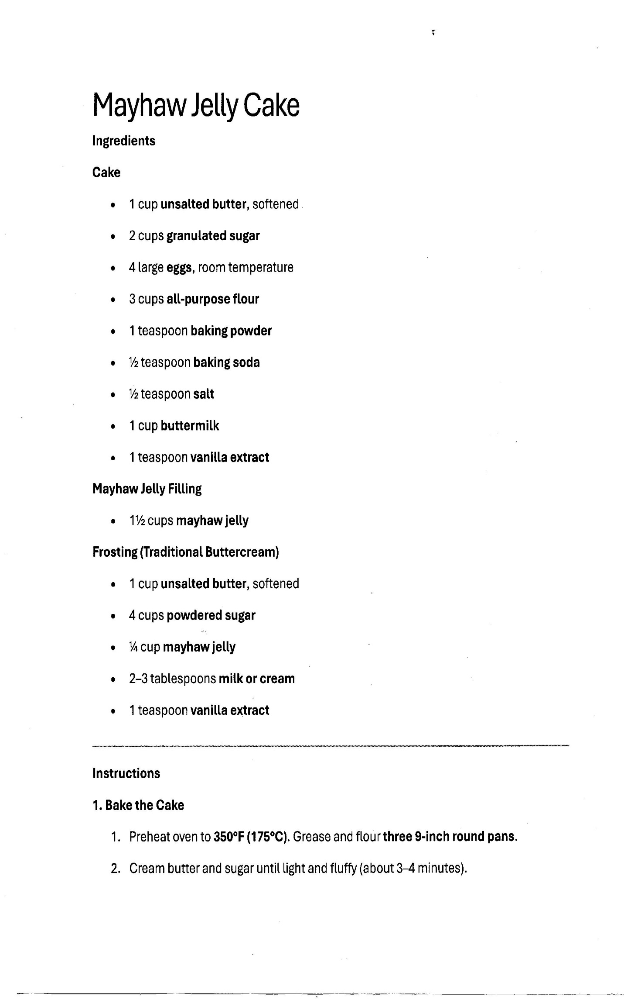 Mayhaw Jelly Cake
Ingredients
Cake
• 1 cup unsalted butter, softened
• 2 cups granulated sugar
• 4 large eggs, room temperature
• 3 cups all-purpose flour
• 1 teaspoon baking powder
• ½ teaspoon baking soda
• ½ teaspoon salt
• 1 cup buttermilk
• 1 teaspoon vanilla extract
Mayhaw Jelly Filling
• 1½ cups mayhaw jelly
Frosting (Traditional Buttercream)
• 1 cup unsalted butter, softened
• 4 cups powdered sugar
• ¼ cup mayhaw jelly
• 2–3 tablespoons milk or cream
• 1 teaspoon vanilla extract
Instructions
1. Bake the Cake
1. Preheat oven to 350°F (175°C). Grease and flour three 9-inch round pans.
2. Cream butter and sugar until light and fluffy (about 3–4 minutes).